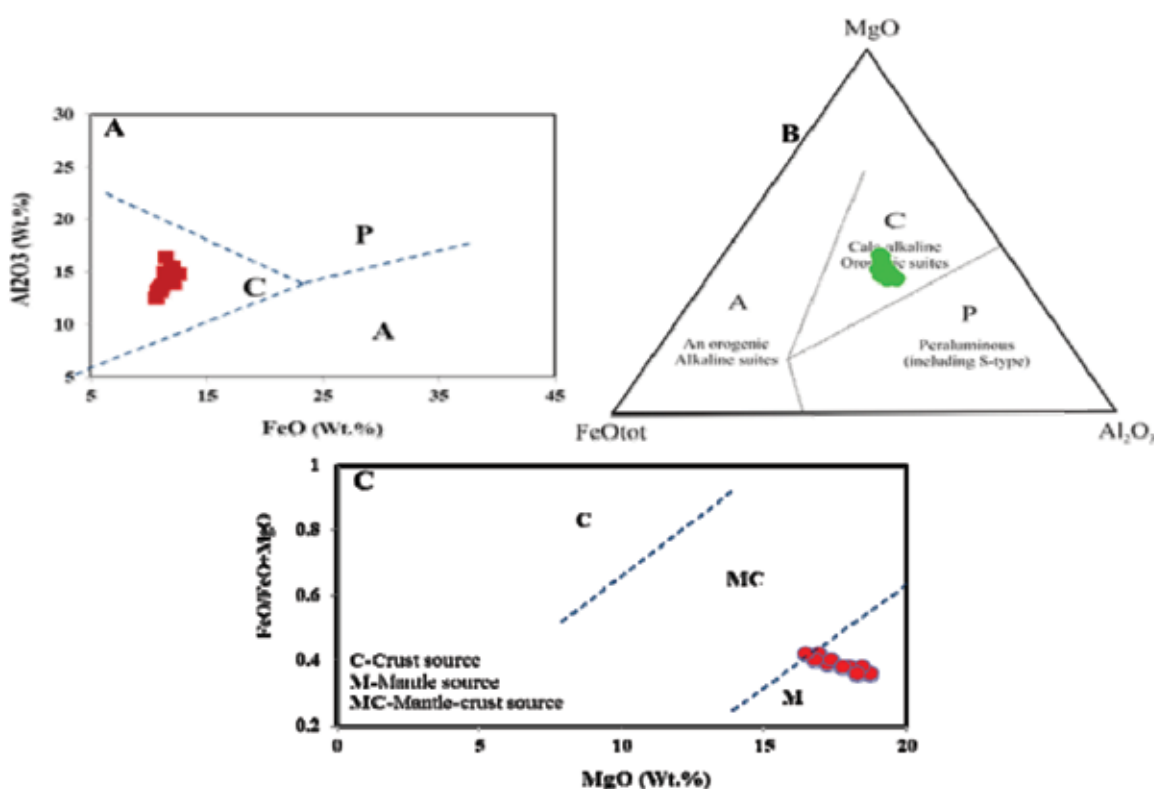 A
30
25
20
15
10
5
5
15
25
35
45
Al2O3 (Wt.%)
FeO (Wt.%)
P
C
A
MgO
B
C
Calc-alkaline
suites
A
An orogenic
Alkaline suites
P
Peraluminous
(including S-type)
FeOtot
Al₂O₃
C
1
0.8
0.6
0.4
0.2
0
5
10
15
20
FeO/FeO+MgO
MgO (Wt.%)
c
MC
M
C-Crust source
M-Mantle source
MC-Mantle-crust source